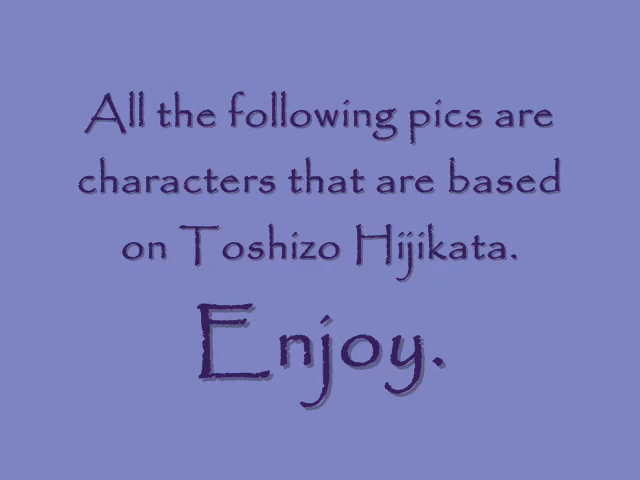 All the following pics are
characters that are based
on Toshizo Hijikata.
Enjoy.